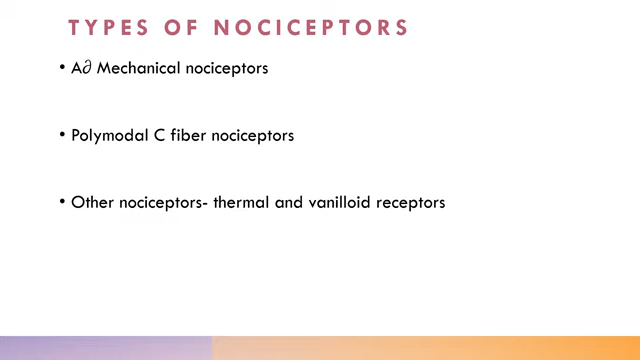 TYPES OF NOCICEPTORS
• A∂ Mechanical nociceptors
• Polymodal C fiber nociceptors
• Other nociceptors- thermal and vanilloid receptors